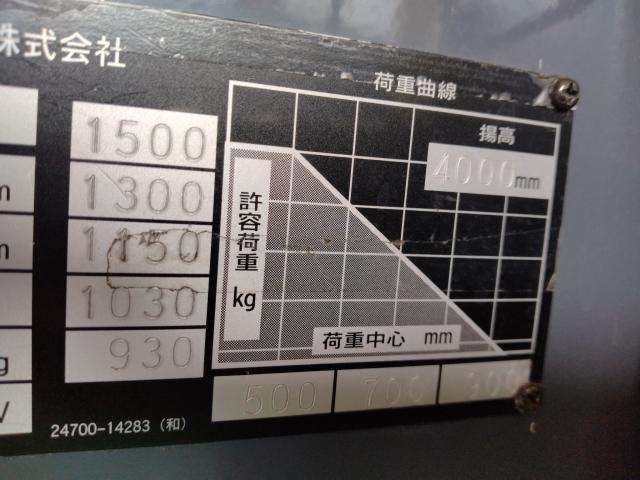 株式会社
荷重曲線
揚高
4000mm
1500
1300
1150
1030
930
許容荷重
kg
荷重中心 mm
500 700 900
m
m
g
V
24700-14283 (和)